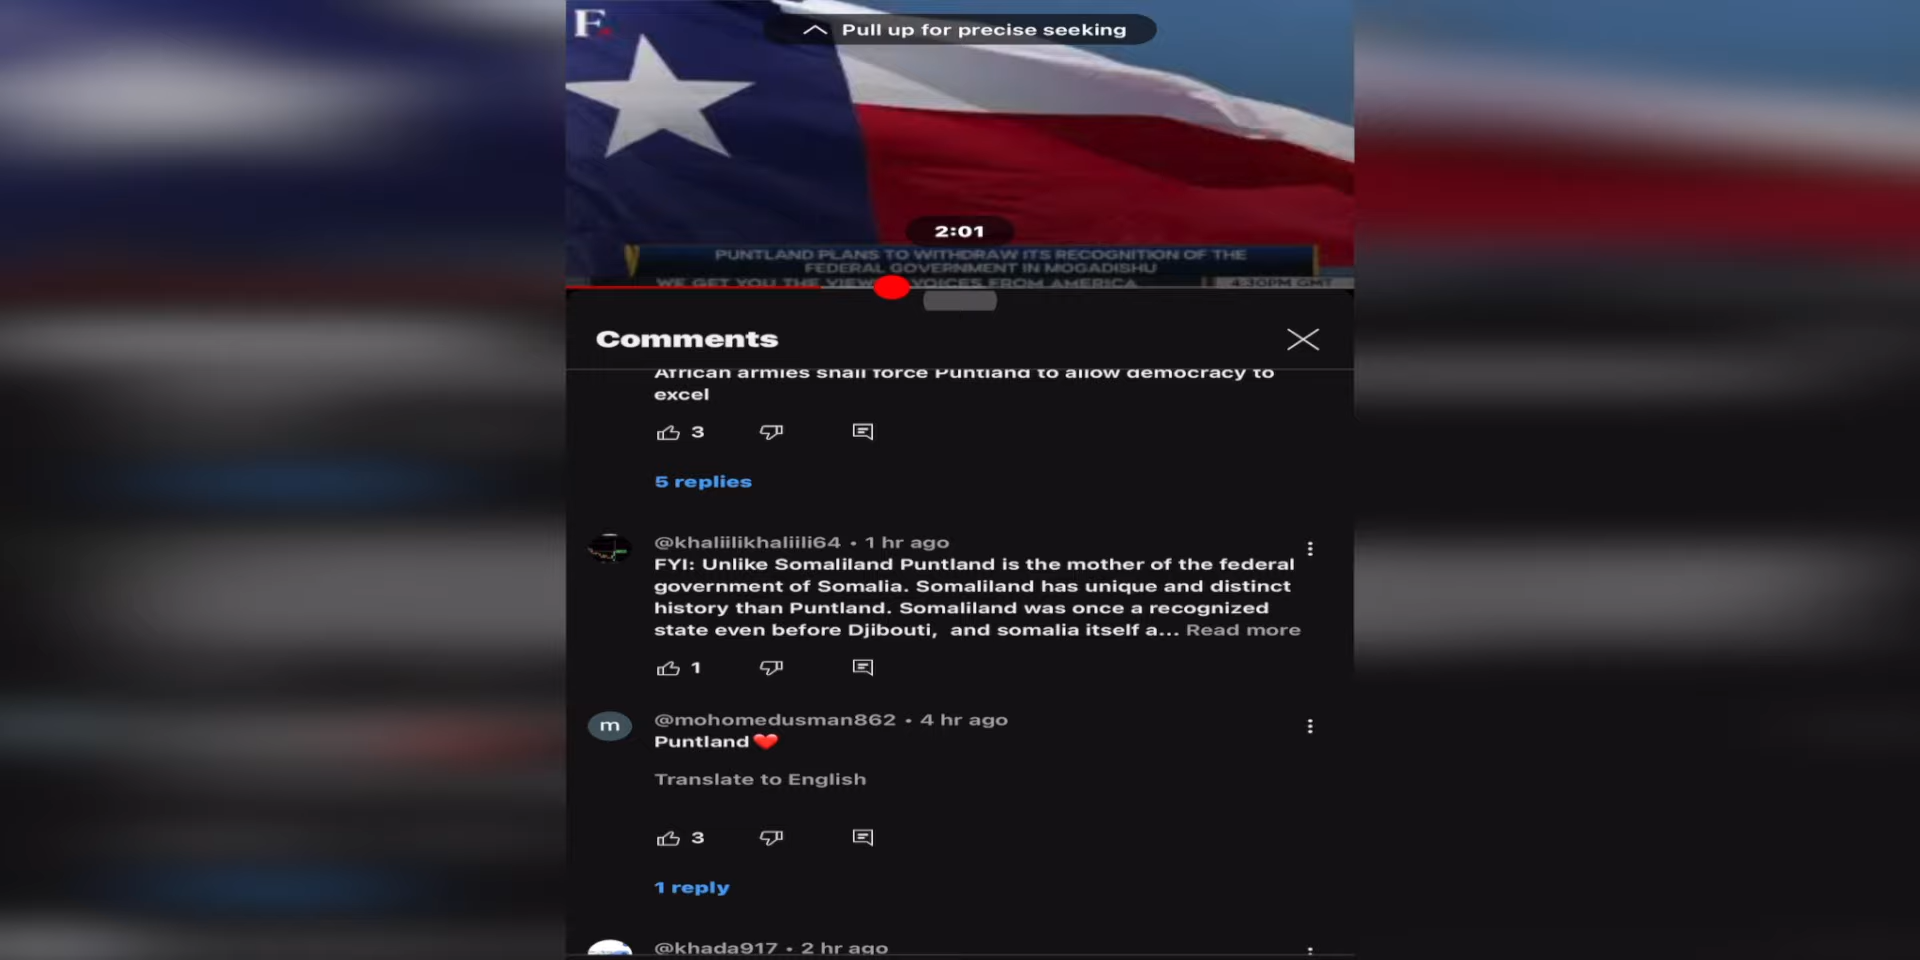 F
Pull up for precise seeking
2:01
PUNTLAND PLANS TO WITHDRAW ITS RECOGNITION OF THE
FEDERAL GOVERNMENT IN MOGADISHU
WE GET YOU THE VOICES FROM AMERICA
4:30PM GMT
Comments
African armies shall force Puntland to allow democracy to
excel
3
5 replies
@khaliilikhaliili64 • 1 hr ago
FYI: Unlike Somaliland Puntland is the mother of the federal
government of Somalia. Somaliland has unique and distinct
history than Puntland. Somaliland was once a recognized
state even before Djibouti, and somalia itself a... Read more
1
m
@mohomedusman862 • 4 hr ago
Puntland❤️
Translate to English
3
1 reply
@khada917 • 2 hr ago